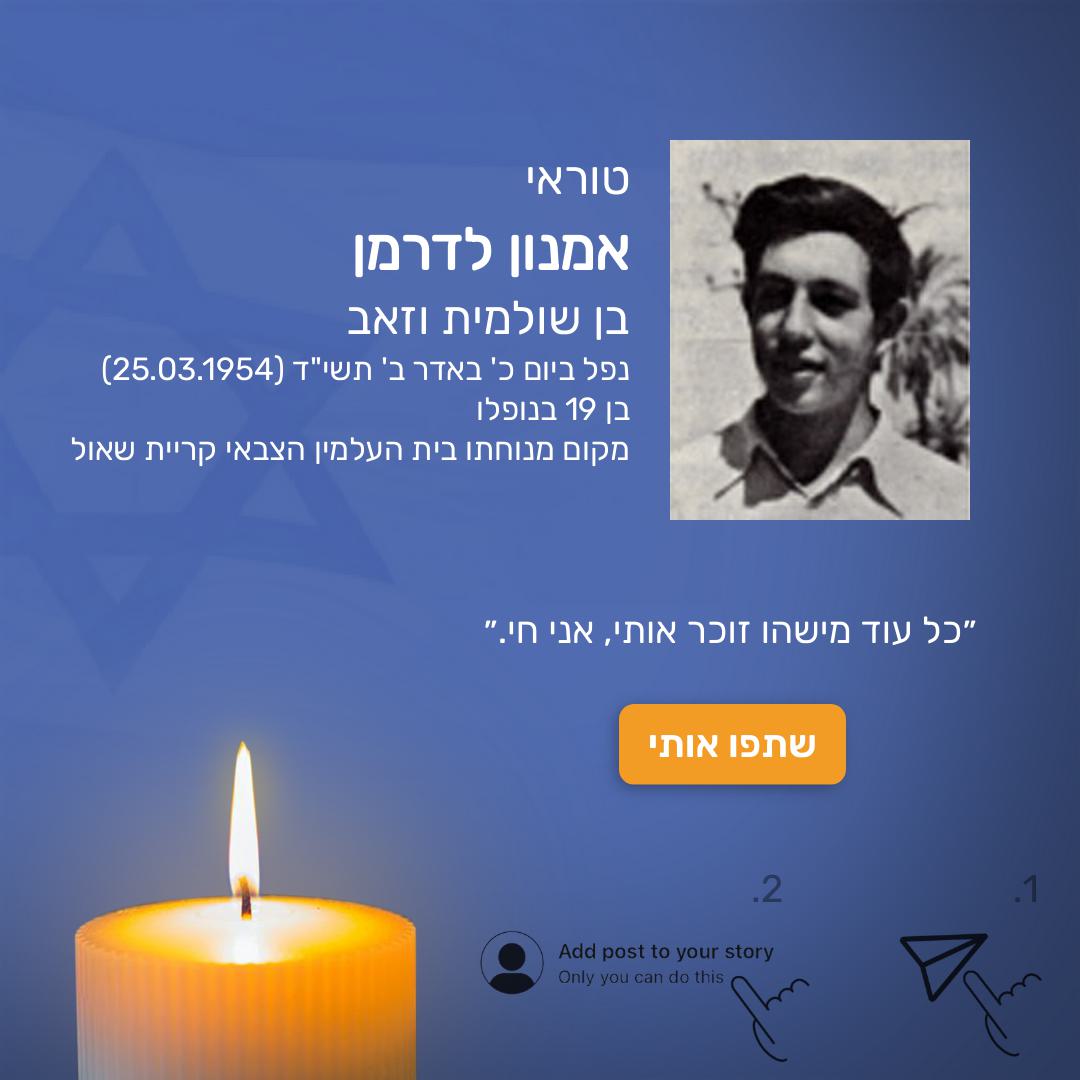 טוראי
אמנון לדרמן
בן שולמית וזאב
נפל ביום כ' באדר ב' תשי"ד (25.03.1954)
בן 19 בנופלו
מקום מנוחתו בית העלמין הצבאי קריית שאול
״כל עוד מישהו זוכר אותי, אני חי.״
שתפו אותי
.1
.2
Add post to your story
Only you can do this